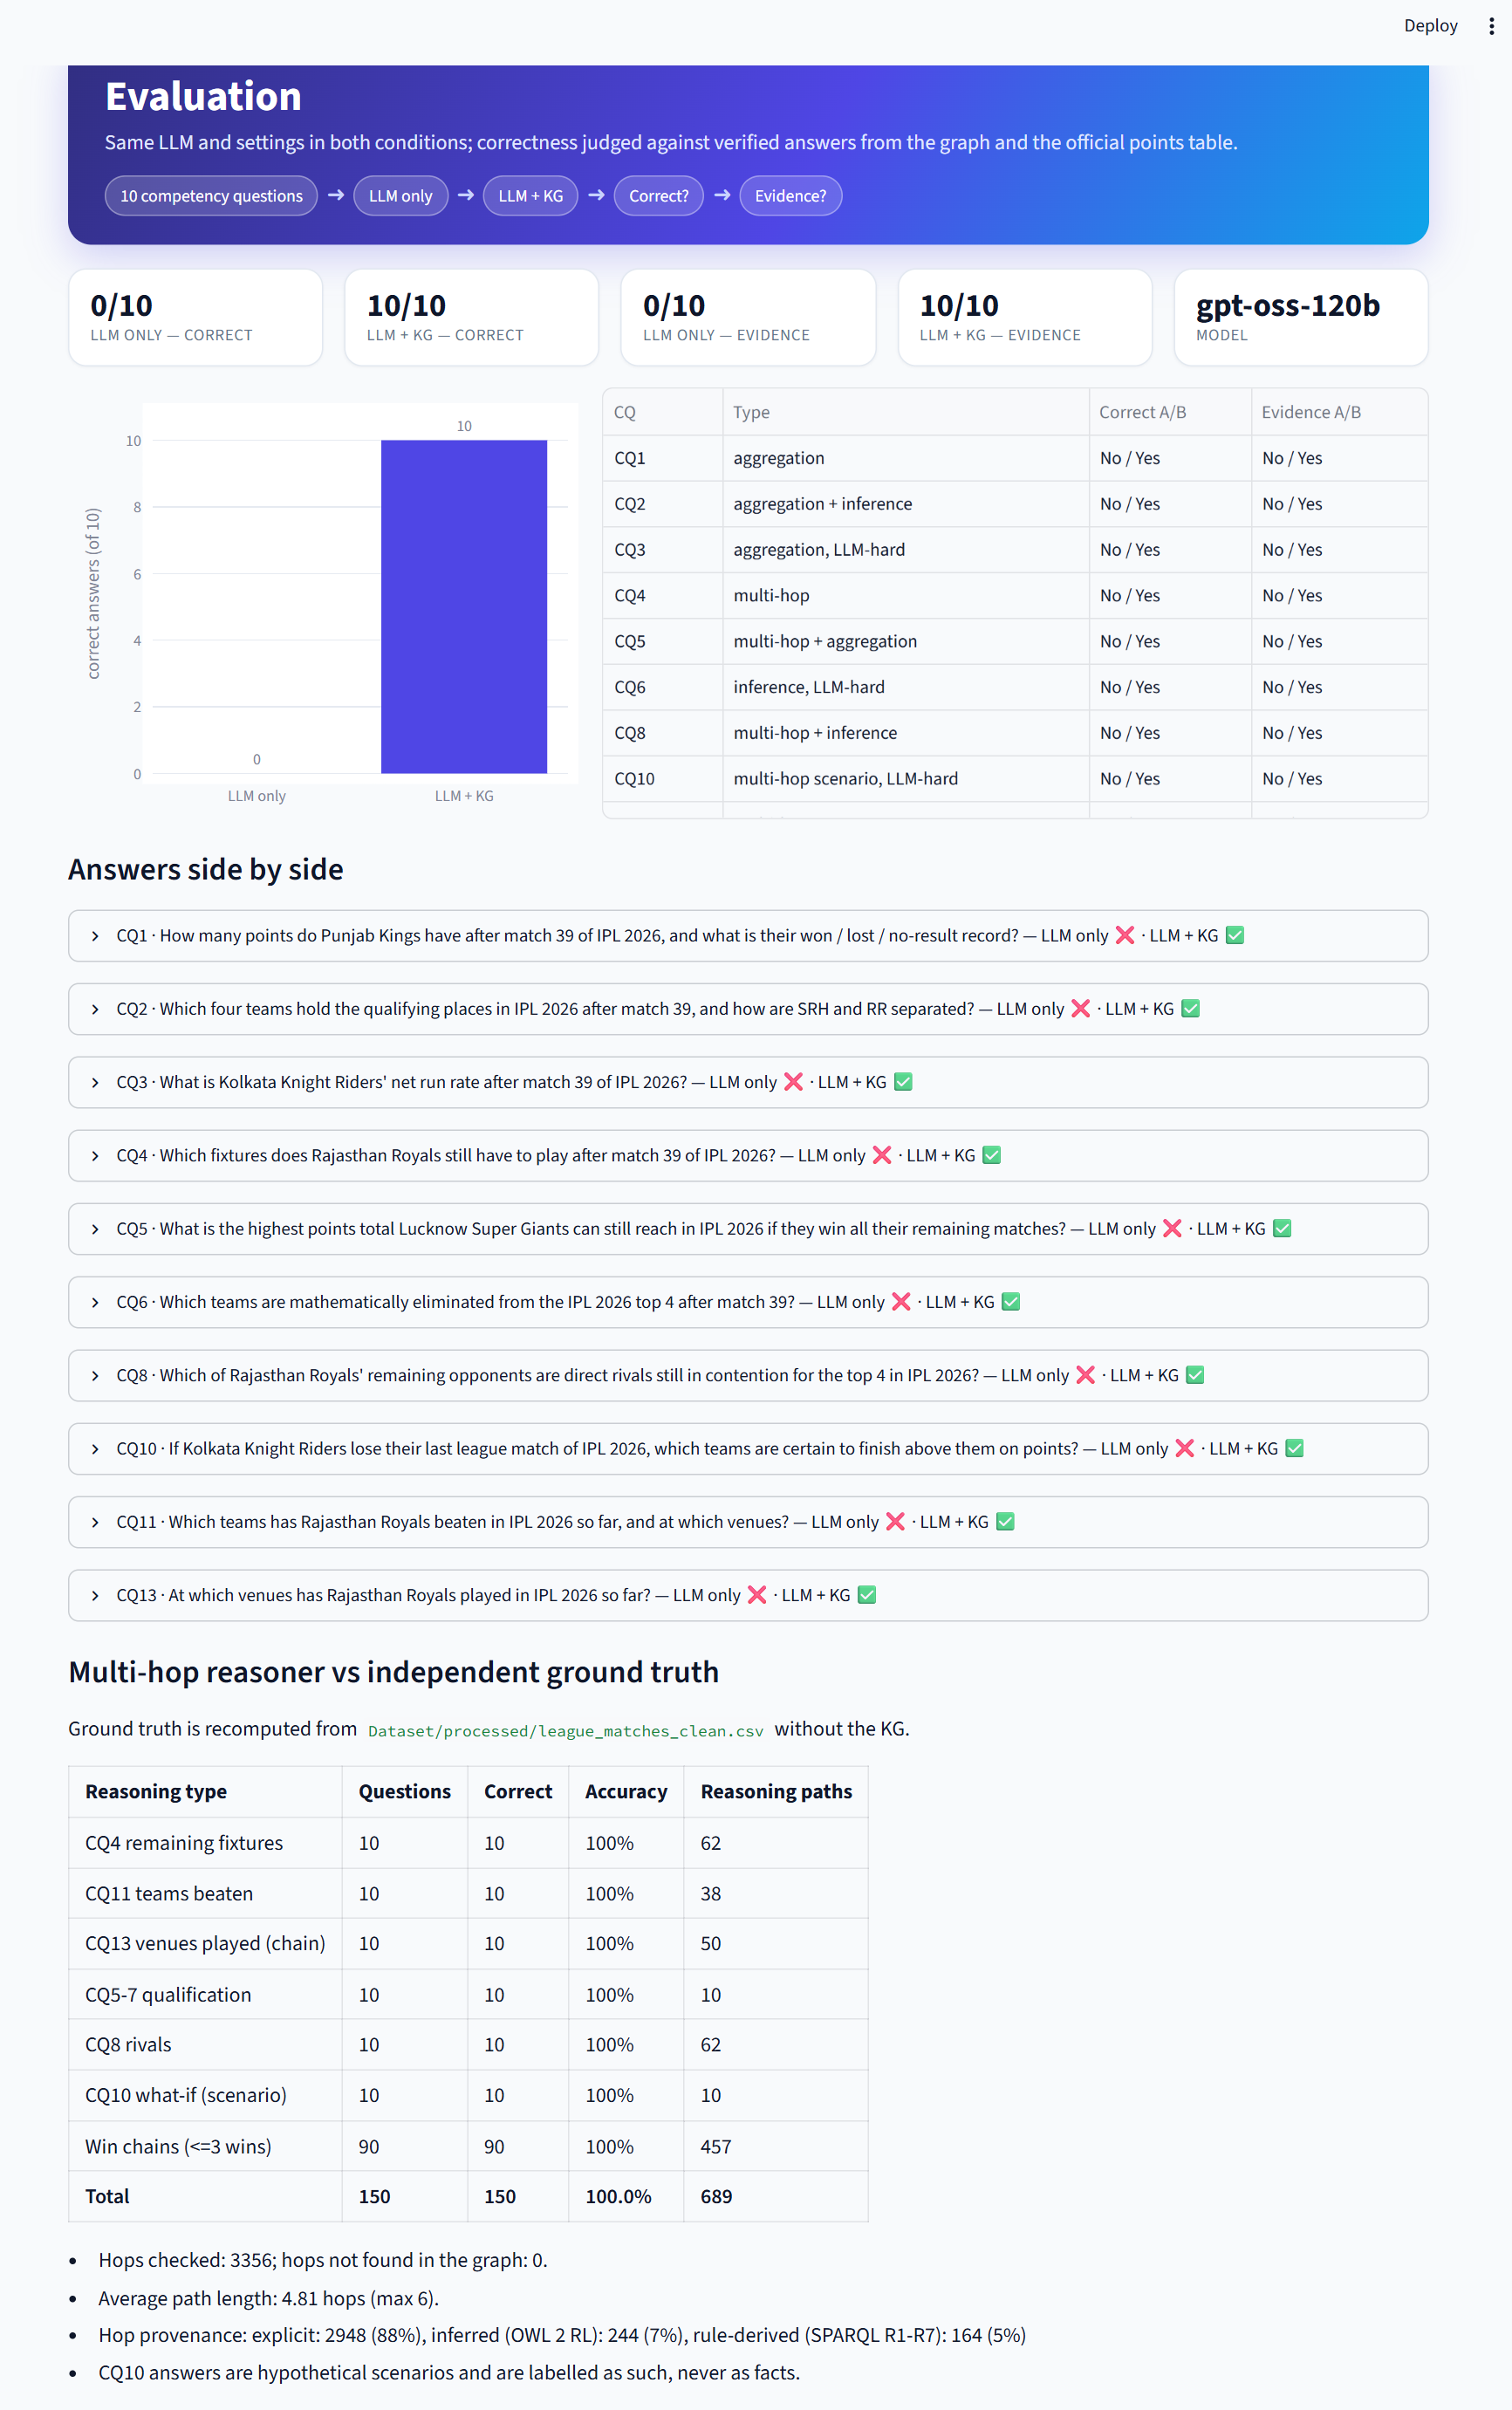 Deploy
Evaluation
Same LLM and settings in both conditions; correctness judged against verified answers from the graph and the official points table.
10 competency questions → LLM only → LLM + KG → Correct? → Evidence?
0/10
LLM ONLY — CORRECT
10/10
LLM + KG — CORRECT
0/10
LLM ONLY — EVIDENCE
10/10
LLM + KG — EVIDENCE
gpt-oss-120b
MODEL
correct answers (of 10)
10
8
6
4
2
0
0
10
LLM only
LLM + KG
CQ Type Correct A/B Evidence A/B
CQ1 aggregation No / Yes No / Yes
CQ2 aggregation + inference No / Yes No / Yes
CQ3 aggregation, LLM-hard No / Yes No / Yes
CQ4 multi-hop No / Yes No / Yes
CQ5 multi-hop + aggregation No / Yes No / Yes
CQ6 inference, LLM-hard No / Yes No / Yes
CQ8 multi-hop + inference No / Yes No / Yes
CQ10 multi-hop scenario, LLM-hard No / Yes No / Yes
Answers side by side
CQ1 · How many points do Punjab Kings have after match 39 of IPL 2026, and what is their won / lost / no-result record? — LLM only ❌ · LLM + KG ✅
CQ2 · Which four teams hold the qualifying places in IPL 2026 after match 39, and how are SRH and RR separated? — LLM only ❌ · LLM + KG ✅
CQ3 · What is Kolkata Knight Riders' net run rate after match 39 of IPL 2026? — LLM only ❌ · LLM + KG ✅
CQ4 · Which fixtures does Rajasthan Royals still have to play after match 39 of IPL 2026? — LLM only ❌ · LLM + KG ✅
CQ5 · What is the highest points total Lucknow Super Giants can still reach in IPL 2026 if they win all their remaining matches? — LLM only ❌ · LLM + KG ✅
CQ6 · Which teams are mathematically eliminated from the IPL 2026 top 4 after match 39? — LLM only ❌ · LLM + KG ✅
CQ8 · Which of Rajasthan Royals' remaining opponents are direct rivals still in contention for the top 4 in IPL 2026? — LLM only ❌ · LLM + KG ✅
CQ10 · If Kolkata Knight Riders lose their last league match of IPL 2026, which teams are certain to finish above them on points? — LLM only ❌ · LLM + KG ✅
CQ11 · Which teams has Rajasthan Royals beaten in IPL 2026 so far, and at which venues? — LLM only ❌ · LLM + KG ✅
CQ13 · At which venues has Rajasthan Royals played in IPL 2026 so far? — LLM only ❌ · LLM + KG ✅
Multi-hop reasoner vs independent ground truth
Ground truth is recomputed from Dataset/processed/league_matches_clean.csv without the KG.
Reasoning type Questions Correct Accuracy Reasoning paths
CQ4 remaining fixtures 10 10 100% 62
CQ11 teams beaten 10 10 100% 38
CQ13 venues played (chain) 10 10 100% 50
CQ5-7 qualification 10 10 100% 10
CQ8 rivals 10 10 100% 62
CQ10 what-if (scenario) 10 10 100% 10
Win chains (<=3 wins) 90 90 100% 457
Total 150 150 100.0% 689
• Hops checked: 3356; hops not found in the graph: 0.
• Average path length: 4.81 hops (max 6).
• Hop provenance: explicit: 2948 (88%), inferred (OWL 2 RL): 244 (7%), rule-derived (SPARQL R1-R7): 164 (5%)
• CQ10 answers are hypothetical scenarios and are labelled as such, never as facts.